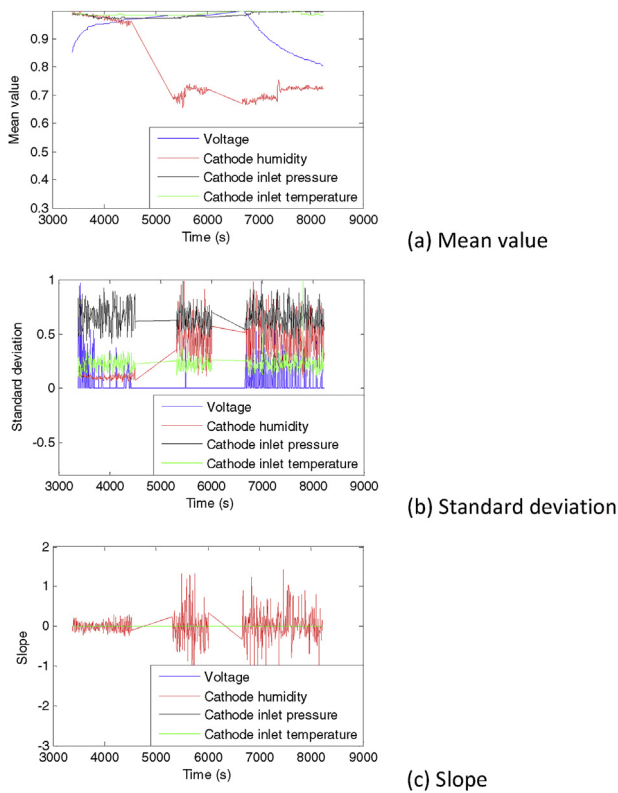 0.9
0.8
0.7
0.6
0.5
0.4
0.3
Mean value
Voltage
Cathode humidity
Cathode inlet pressure
Cathode inlet temperature
3000 4000 5000 6000 7000 8000 9000
Time (s)
(a) Mean value
1
0.5
0
-0.5
Standard deviation
Voltage
Cathode humidity
Cathode inlet pressure
Cathode inlet temperature
3000 4000 5000 6000 7000 8000 9000
Time (s)
(b) Standard deviation
2
1
0
-1
-2
-3
Slope
Voltage
Cathode humidity
Cathode inlet pressure
Cathode inlet temperature
3000 4000 5000 6000 7000 8000 9000
Time (s)
(c) Slope